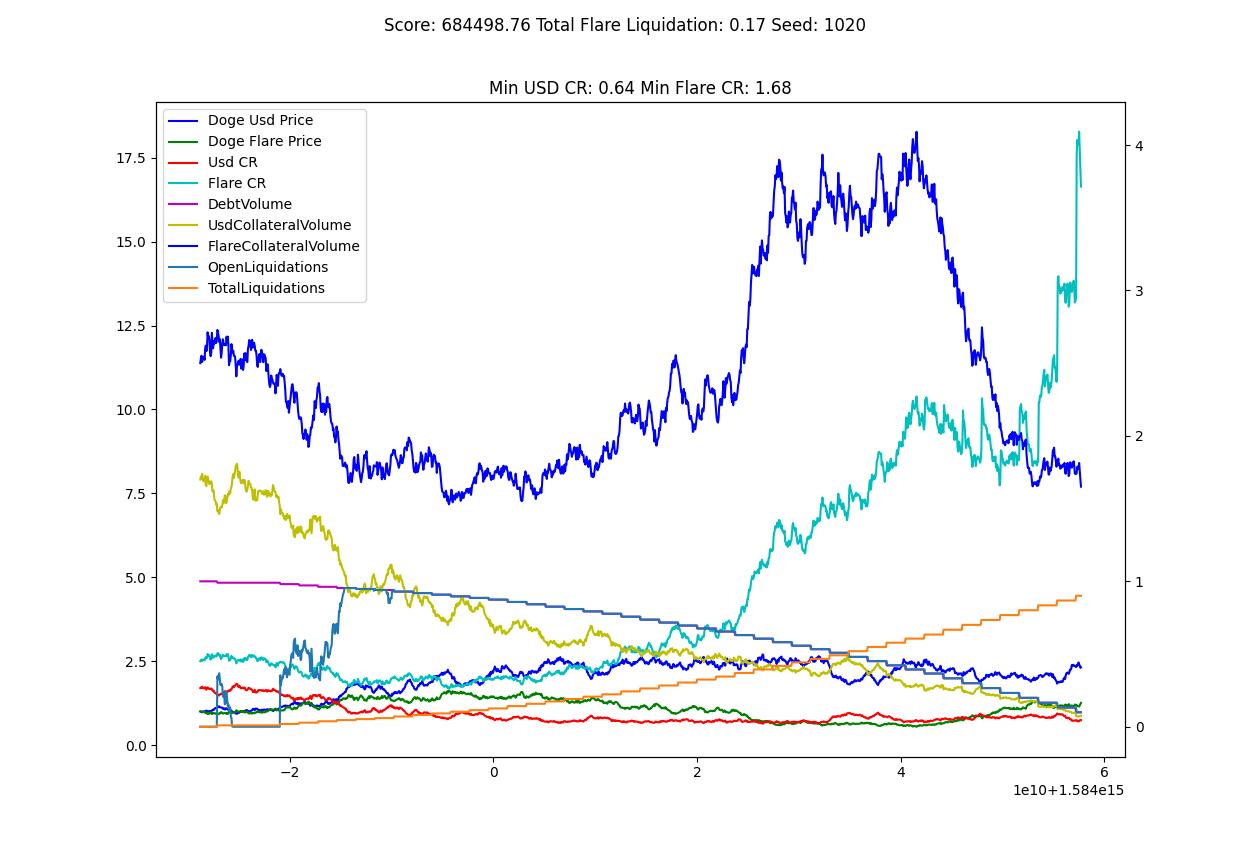 Score: 684498.76 Total Flare Liquidation: 0.17 Seed: 1020
Min USD CR: 0.64 Min Flare CR: 1.68
Doge Usd Price
Doge Flare Price
Usd CR
Flare CR
DebtVolume
UsdCollateralVolume
FlareCollateralVolume
OpenLiquidations
TotalLiquidations
17.5
15.0
12.5
10.0
7.5
5.0
2.5
0.0
4
3
2
1
0
−2
0
2
4
6
1e10+1.584e15